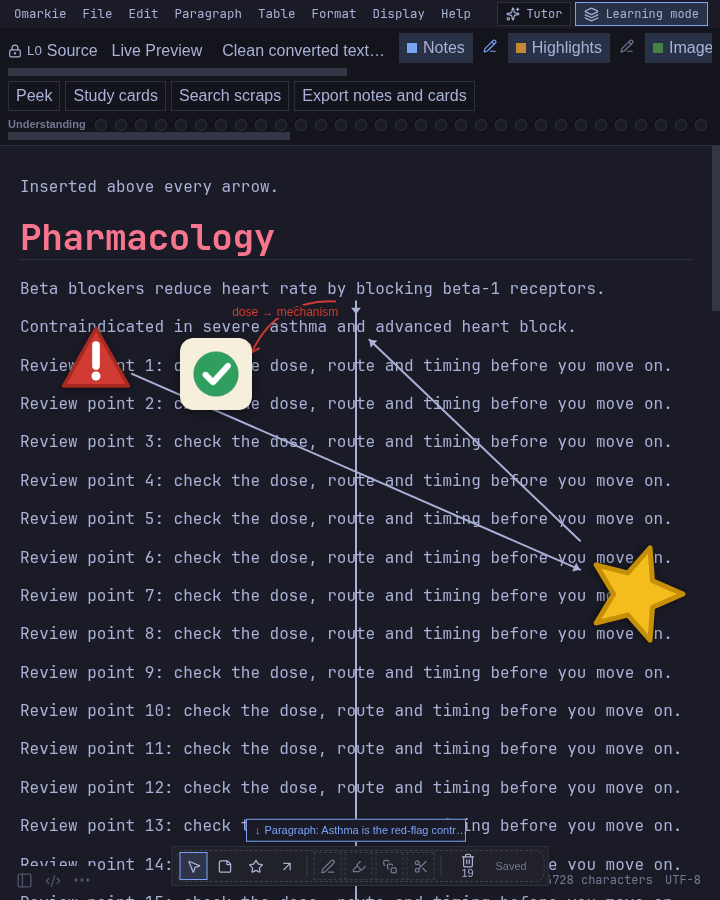 Omarkie File Edit Paragraph Table Format Display Help Tutor Learning mode
L0 Source Live Preview Clean converted text… Notes Highlights Image
Peek Study cards Search scraps Export notes and cards
Understanding
Inserted above every arrow.
Pharmacology
Beta blockers reduce heart rate by blocking beta-1 receptors.
dose → mechanism
Contraindicated in severe asthma and advanced heart block.
Review point 1: check the dose, route and timing before you move on.
Review point 2: check the dose, route and timing before you move on.
Review point 3: check the dose, route and timing before you move on.
Review point 4: check the dose, route and timing before you move on.
Review point 5: check the dose, route and timing before you move on.
Review point 6: check the dose, route and timing before you move on.
Review point 7: check the dose, route and timing before you move on.
Review point 8: check the dose, route and timing before you move on.
Review point 9: check the dose, route and timing before you move on.
Review point 10: check the dose, route and timing before you move on.
Review point 11: check the dose, route and timing before you move on.
Review point 12: check the dose, route and timing before you move on.
Review point 13: check before you move on.
↓ Paragraph: Asthma is the red-flag contr…
Review point 14: you move on.
19 Saved
4728 characters UTF-8